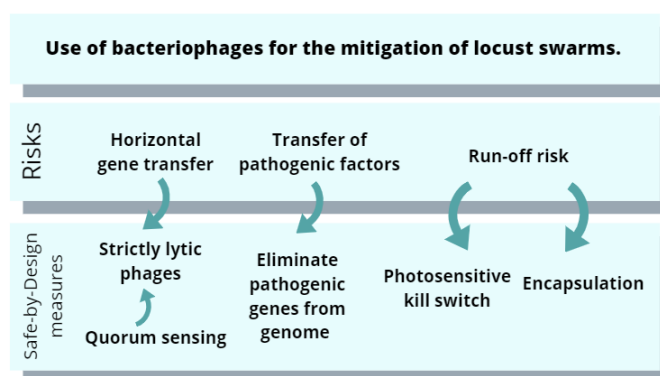 Use of bacteriophages for the mitigation of locust swarms.
Risks
Horizontal
gene transfer
Transfer of
pathogenic factors
Run-off risk
Safe-by-Design
measures
Strictly lytic
phages
Quorum sensing
Eliminate
pathogenic
genes from
genome
Photosensitive
kill switch
Encapsulation